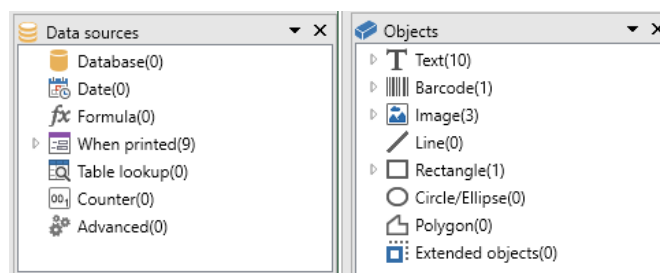 Data sources
Database(0)
Date(0)
Formula(0)
When printed(9)
Table lookup(0)
Counter(0)
Advanced(0)
Objects
Text(10)
Barcode(1)
Image(3)
Line(0)
Rectangle(1)
Circle/Ellipse(0)
Polygon(0)
Extended objects(0)